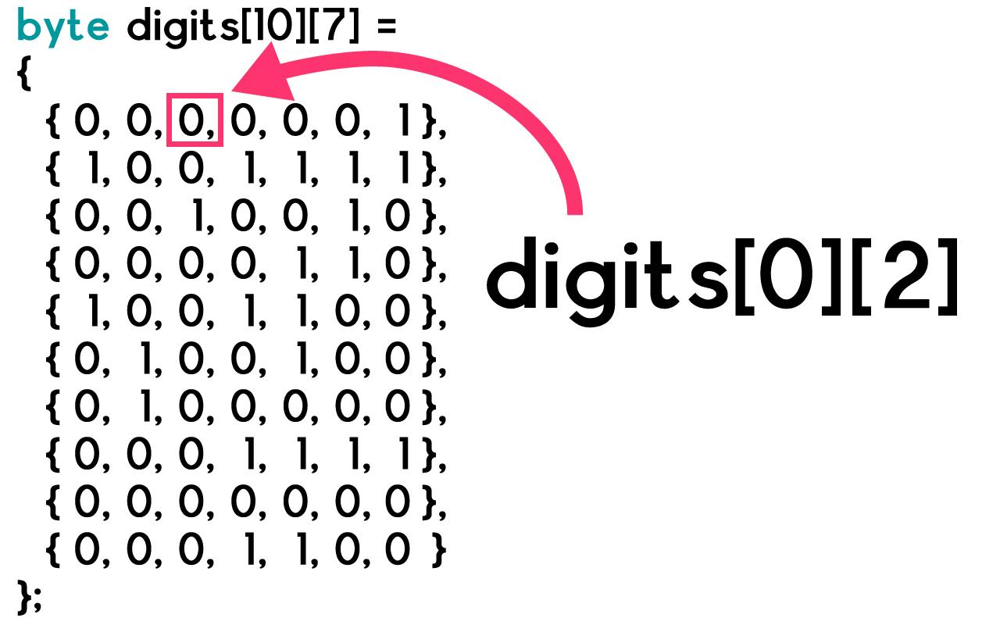 byte digits[10][7] =
{
{ 0, 0, 0, 0, 0, 0, 1 },
{ 1, 0, 0, 1, 1, 1, 1 },
{ 0, 0, 1, 0, 0, 1, 0 },
{ 0, 0, 0, 0, 1, 1, 0 },
{ 1, 0, 0, 1, 1, 0, 0 },
{ 0, 1, 0, 0, 1, 0, 0 },
{ 0, 1, 0, 0, 0, 0, 0 },
{ 0, 0, 0, 1, 1, 1, 1 },
{ 0, 0, 0, 0, 0, 0, 0 },
{ 0, 0, 0, 1, 1, 0, 0 }
};
digits[0][2]